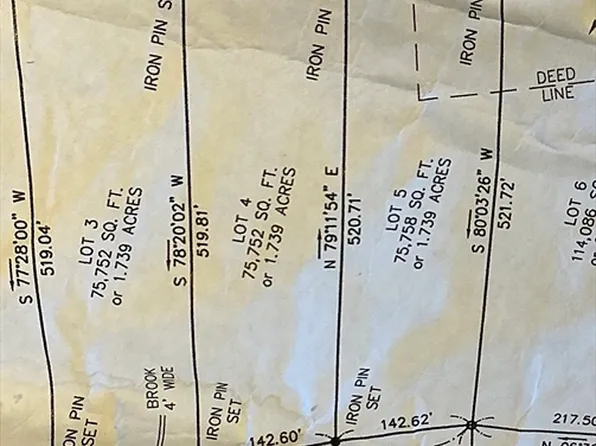 S 77°28'00" W
519.04'
LOT 3
75,752 SQ. FT.
or 1.739 ACRES
IRON PIN
S 78°20'02" W
519.81'
LOT 4
75,752 SQ. FT.
or 1.739 ACRES
IRON PIN
N 79°11'54" E
520.71'
LOT 5
75,758 SQ. FT.
or 1.739 ACRES
IRON PIN
S 80°03'26" W
521.72'
DEED
LINE
LOT 6
114,086
PIN
SET
BROOK
4' WIDE
IRON PIN
SET
142.60'
IRON PIN
SET
142.62'
217.50